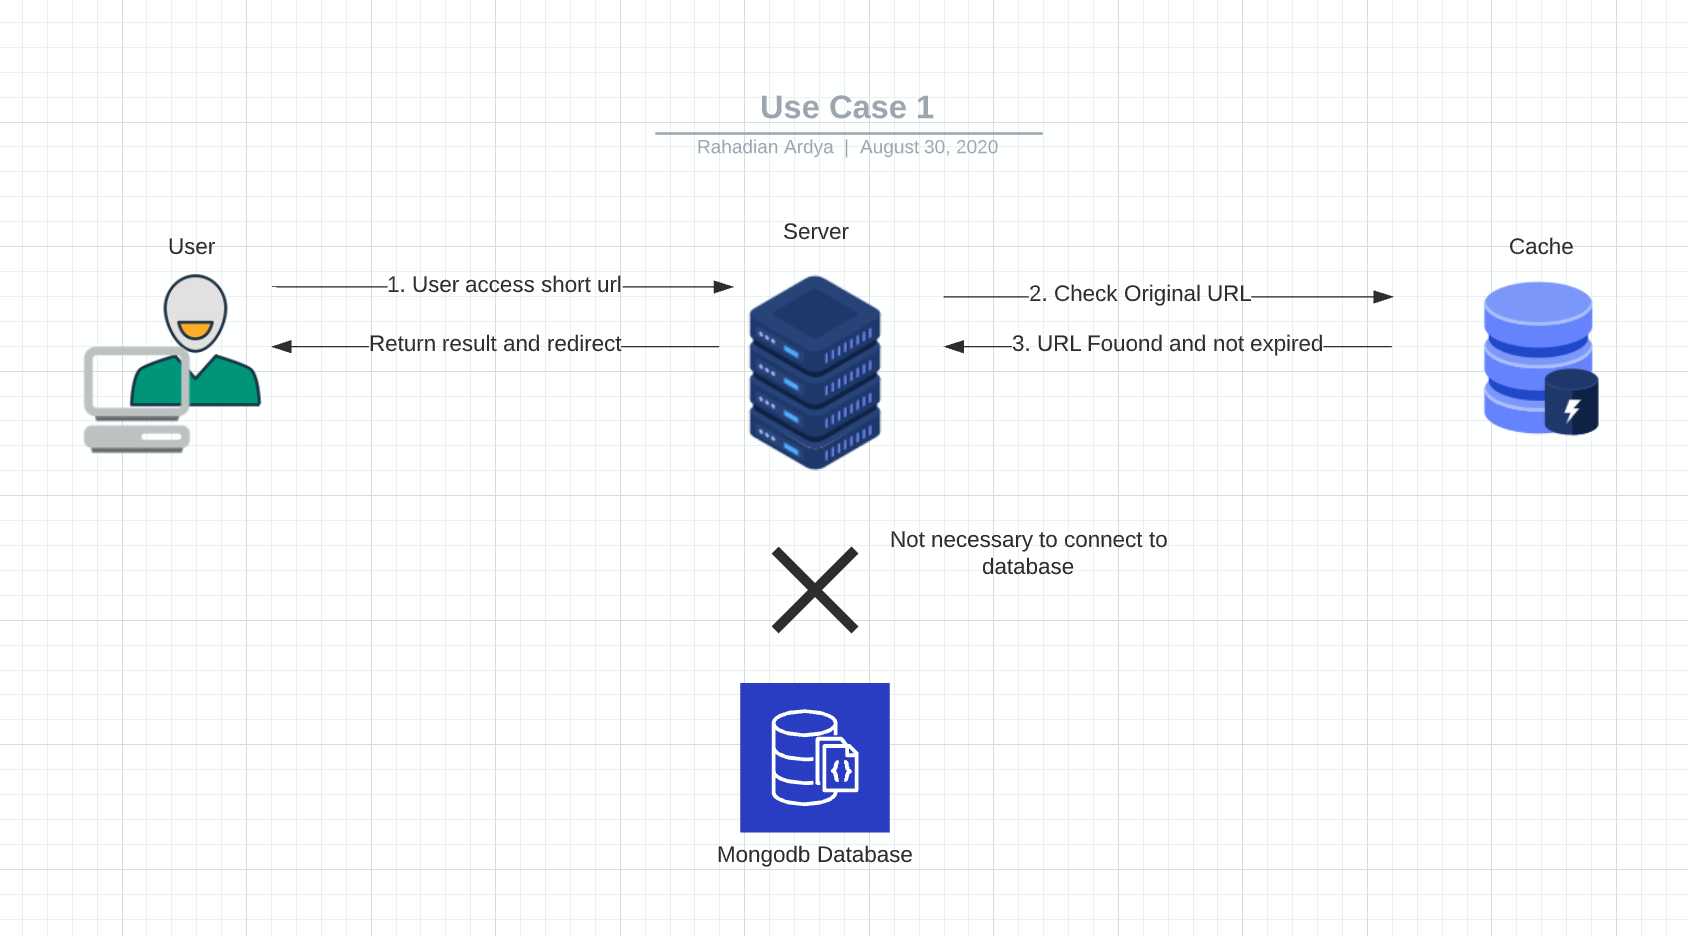 Use Case 1
Rahadian Ardya | August 30, 2020
Server
User
Cache
1. User access short url
2. Check Original URL
Return result and redirect
3. URL Fouond and not expired
Not necessary to connect to
database
{}
Mongodb Database